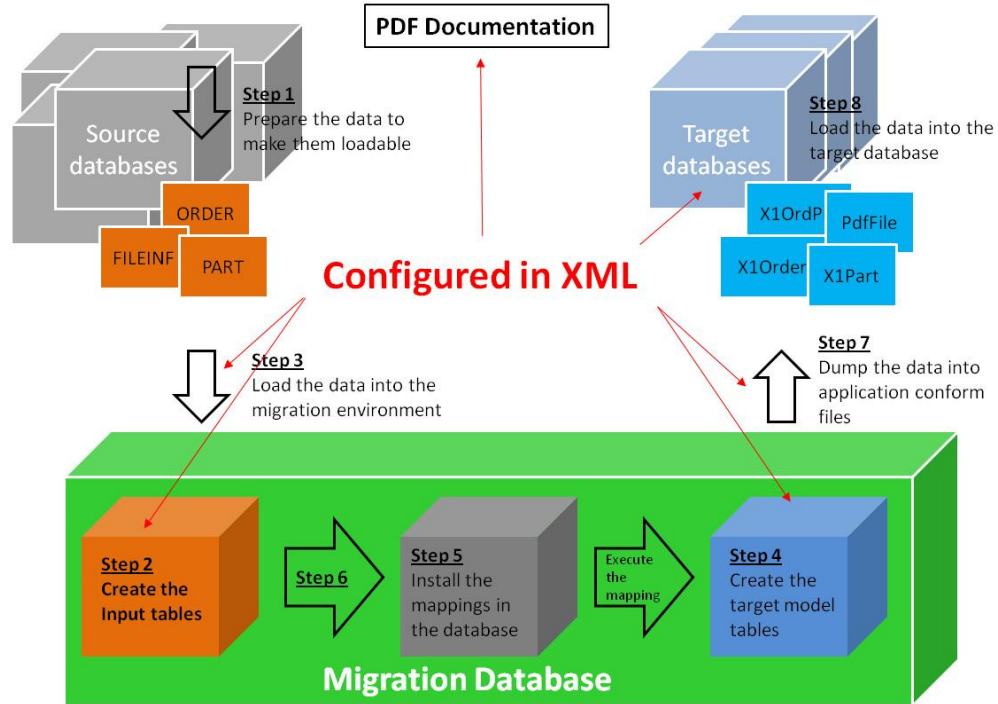 PDF Documentation
Source
databases
Step 1
Prepare the data to
make them loadable
ORDER
FILEINF
PART
Target
databases
Step 8
Load the data into the
target database
X1OrdP
PdfFile
X1Order
X1Part
Configured in XML
Step 3
Load the data into the
migration environment
Step 7
Dump the data into
application conform
files
Step 2
Create the
Input tables
Step 6
Step 5
Install the
mappings in
the database
Execute
the
mapping
Step 4
Create the
target model
tables
Migration Database